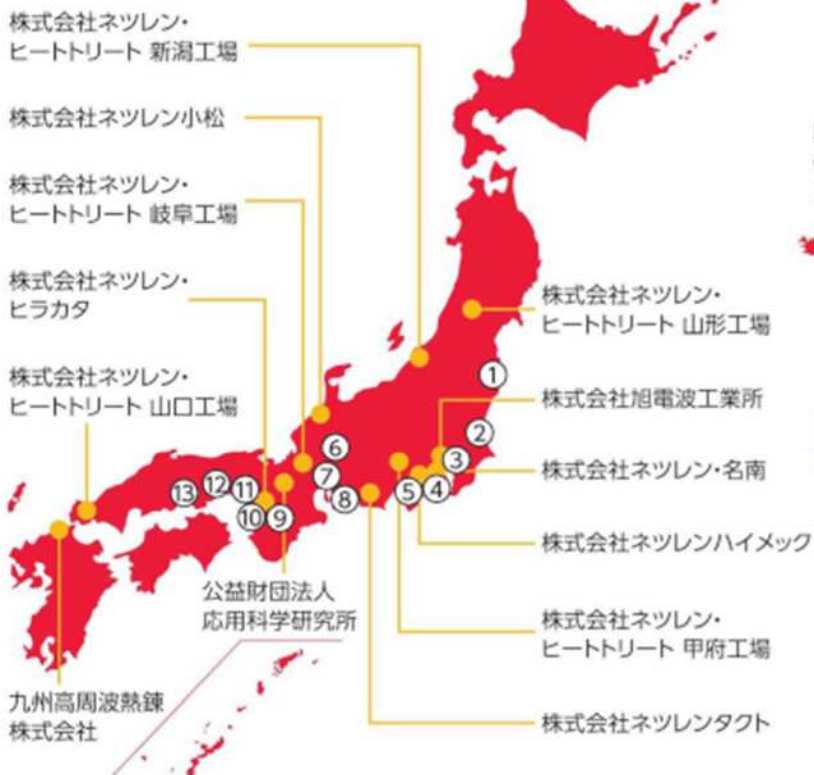 株式会社ネツレン・
ヒートトリート 新潟工場
株式会社ネツレン小松
株式会社ネツレン・
ヒートトリート 岐阜工場
株式会社ネツレン・
ヒラカタ
株式会社ネツレン・
ヒートトリート 山口工場
株式会社ネツレン・
ヒートトリート 山形工場
①
株式会社旭電波工業所
②
③
株式会社ネツレン・名南
④
⑤
⑥
⑦
⑧
⑨
⑩
⑪
⑫
⑬
株式会社ネツレンハイメック
公益財団法人
応用科学研究所
株式会社ネツレン・
ヒートトリート 甲府工場
九州高周波熱錬
株式会社
株式会社ネツレンタクト